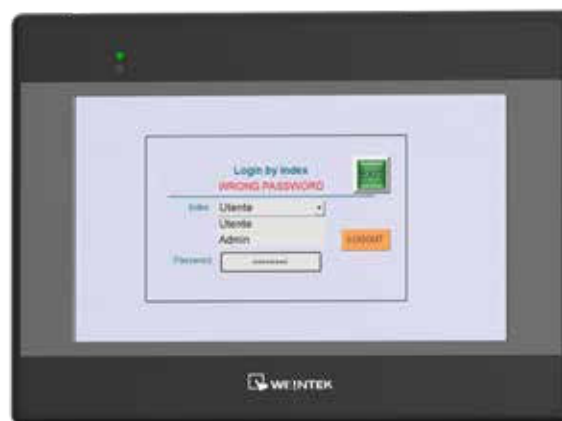 Login by index
WRONG PASSWORD
Index Utente
Utente
Admin
LOGOUT
Password ********
WEINTEK